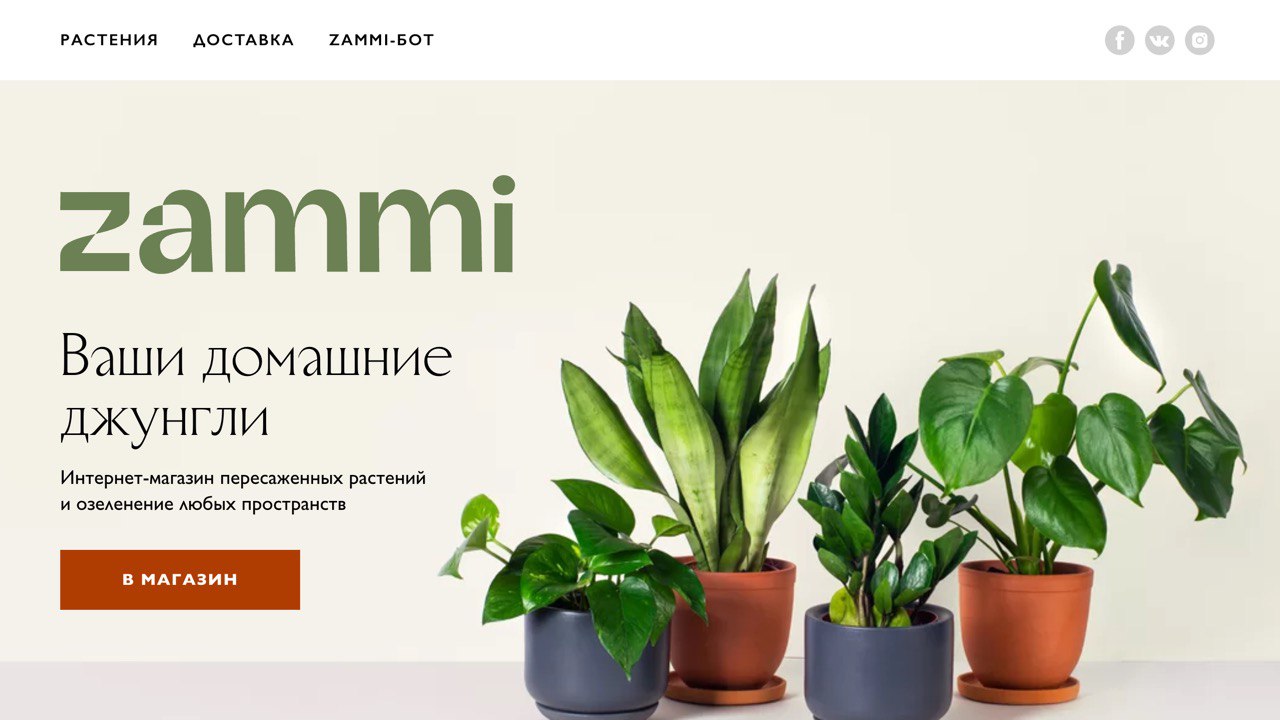 РАСТЕНИЯ ДОСТАВКА ZAMMI-БОТ
zammi
Ваши домашние
джунгли
Интернет-магазин пересаженных растений
и озеленение любых пространств
В МАГАЗИН